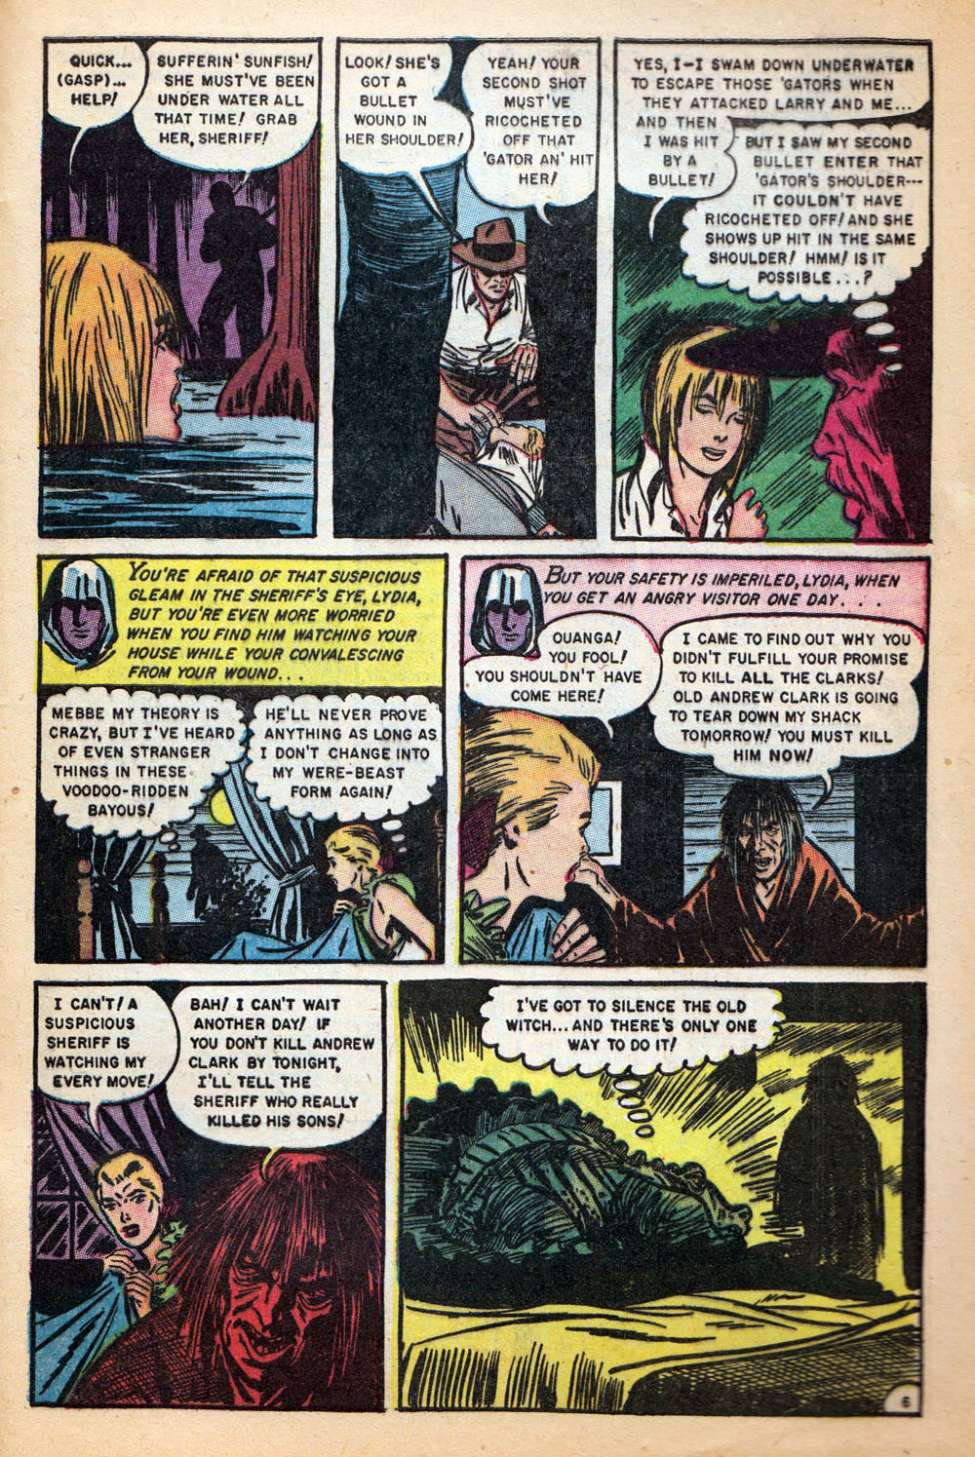 QUICK...
(GASP)...
HELP!
SUFFERIN' SUNFISH!
SHE MUST'VE BEEN
UNDER WATER ALL
THAT TIME! GRAB
HER, SHERIFF!
LOOK! SHE'S
GOT A
BULLET
WOUND IN
HER SHOULDER!
YEAH! YOUR
SECOND SHOT
MUST'VE
RICOCHETED
OFF THAT
'GATOR AN' HIT
HER!
YES, I-I SWAM DOWN UNDERWATER
TO ESCAPE THOSE 'GATORS WHEN
THEY ATTACKED LARRY AND ME...
AND THEN
I WAS HIT
BY A
BULLET!
BUT I SAW MY SECOND
BULLET ENTER THAT
'GATOR'S SHOULDER---
IT COULDN'T HAVE
RICOCHETED OFF! AND SHE
SHOWS UP HIT IN THE SAME
SHOULDER! HMM! IS IT
POSSIBLE...?
YOU'RE AFRAID OF THAT SUSPICIOUS
GLEAM IN THE SHERIFF'S EYE, LYDIA,
BUT YOU'RE EVEN MORE WORRIED
WHEN YOU FIND HIM WATCHING YOUR
HOUSE WHILE YOUR CONVALESCING
FROM YOUR WOUND...
MEBBE MY THEORY IS
CRAZY, BUT I'VE HEARD
OF EVEN STRANGER
THINGS IN THESE
VOODOO-RIDDEN
BAYOUS!
HE'LL NEVER PROVE
ANYTHING AS LONG AS
I DON'T CHANGE INTO
MY WERE-BEAST
FORM AGAIN!
BUT YOUR SAFETY IS IMPERILED, LYDIA, WHEN
YOU GET AN ANGRY VISITOR ONE DAY....
OUANGA!
YOU FOOL!
YOU SHOULDN'T HAVE
COME HERE!
I CAME TO FIND OUT WHY YOU
DIDN'T FULFILL YOUR PROMISE
TO KILL ALL THE CLARKS!
OLD ANDREW CLARK IS GOING
TO TEAR DOWN MY SHACK
TOMORROW! YOU MUST KILL
HIM NOW!
I CAN'T! A
SUSPICIOUS
SHERIFF IS
WATCHING MY
EVERY MOVE!
BAH! I CAN'T WAIT
ANOTHER DAY! IF
YOU DON'T KILL ANDREW
CLARK BY TONIGHT,
I'LL TELL THE
SHERIFF WHO REALLY
KILLED HIS SONS!
I'VE GOT TO SILENCE THE OLD
WITCH...AND THERE'S ONLY ONE
WAY TO DO IT!
6